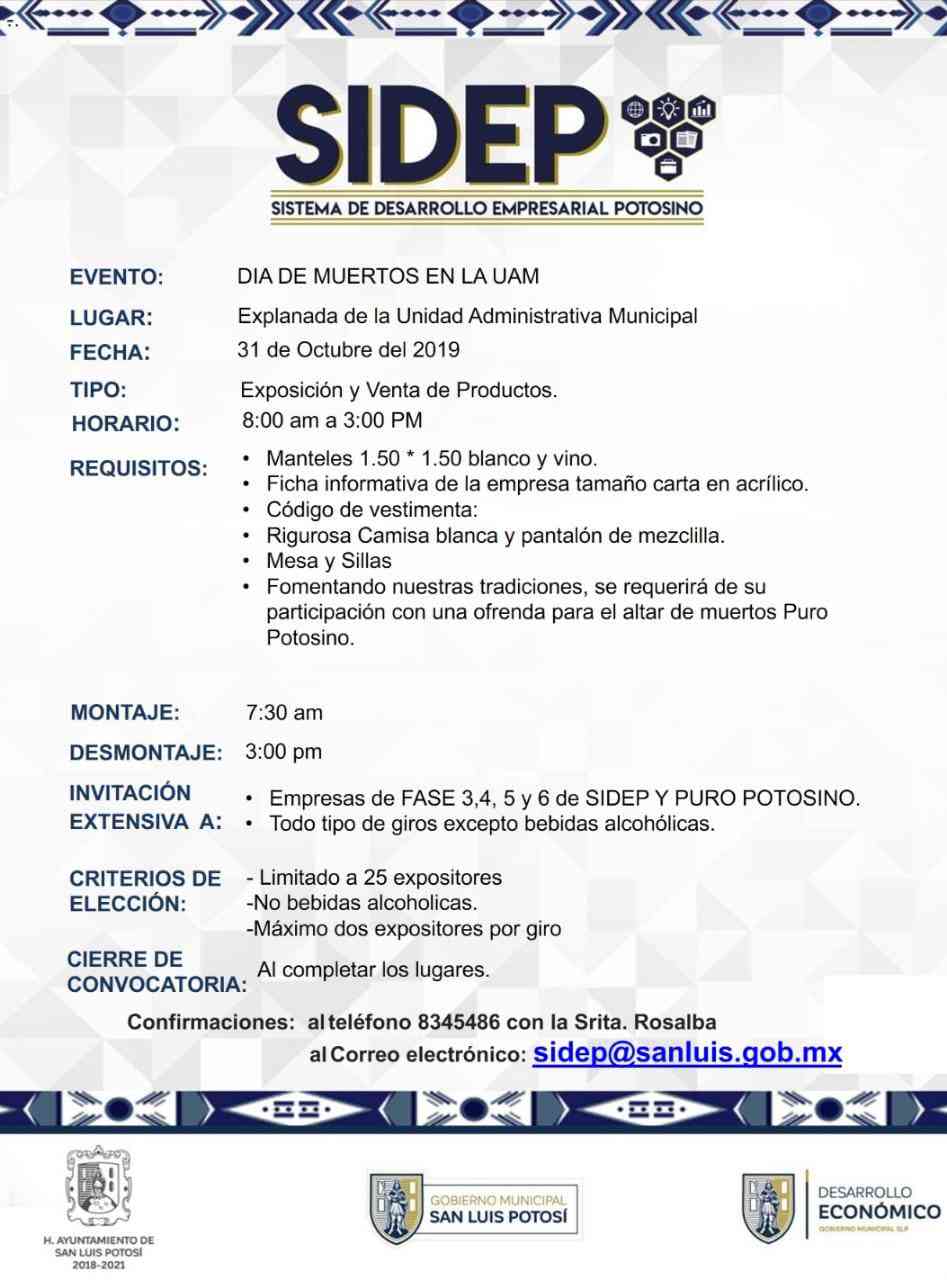 SIDEP
SISTEMA DE DESARROLLO EMPRESARIAL POTOSINO
EVENTO: DIA DE MUERTOS EN LA UAM
LUGAR: Explanada de la Unidad Administrativa Municipal
FECHA: 31 de Octubre del 2019
TIPO: Exposición y Venta de Productos.
HORARIO: 8:00 am a 3:00 PM
REQUISITOS: • Manteles 1.50 * 1.50 blanco y vino.
• Ficha informativa de la empresa tamaño carta en acrílico.
• Código de vestimenta:
• Rigurosa Camisa blanca y pantalón de mezclilla.
• Mesa y Sillas
• Fomentando nuestras tradiciones, se requerirá de su
participación con una ofrenda para el altar de muertos Puro
Potosino.
MONTAJE: 7:30 am
DESMONTAJE: 3:00 pm
INVITACIÓN • Empresas de FASE 3,4, 5 y 6 de SIDEP Y PURO POTOSINO.
EXTENSIVA A: • Todo tipo de giros excepto bebidas alcohólicas.
CRITERIOS DE - Limitado a 25 expositores
ELECCIÓN: -No bebidas alcoholicas.
-Máximo dos expositores por giro
CIERRE DE
CONVOCATORIA: Al completar los lugares.
Confirmaciones: al teléfono 8345486 con la Srita. Rosalba
al Correo electrónico: sidep@sanluis.gob.mx
H. AYUNTAMIENTO DE
SAN LUIS POTOSÍ
2018-2021
GOBIERNO MUNICIPAL
SAN LUIS POTOSÍ
DESARROLLO
ECONÓMICO
GOBIERNO MUNICIPAL SLP